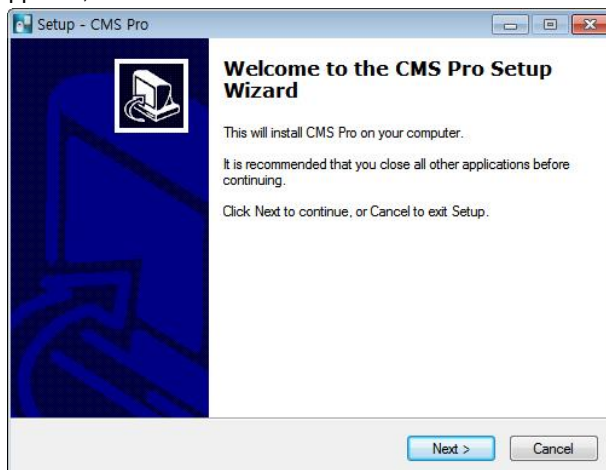 Setup - CMS Pro
Welcome to the CMS Pro Setup
Wizard
This will install CMS Pro on your computer.
It is recommended that you close all other applications before
continuing.
Click Next to continue, or Cancel to exit Setup.
Next >
Cancel